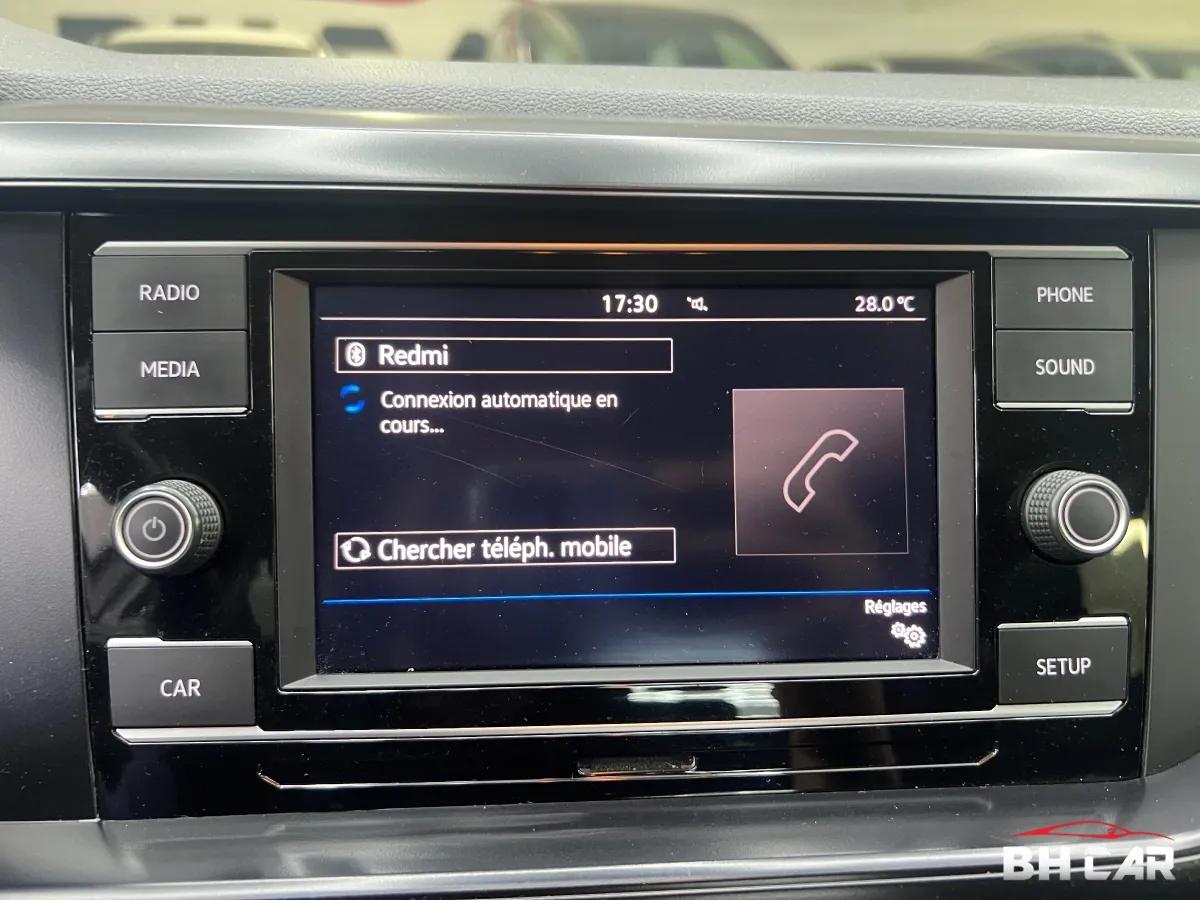 RADIO
MEDIA
CAR
17:30
28.0 °C
Redmi
Connexion automatique en
cours...
Chercher téléph. mobile
Réglages
PHONE
SOUND
SETUP
BH CAR